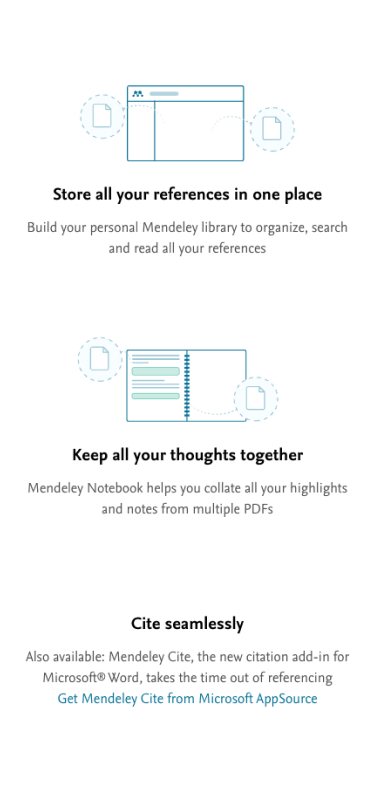 Store all your references in one place
Build your personal Mendeley library to organize, search
and read all your references
Keep all your thoughts together
Mendeley Notebook helps you collate all your highlights
and notes from multiple PDFs
Cite seamlessly
Also available: Mendeley Cite, the new citation add-in for
Microsoft® Word, takes the time out of referencing
Get Mendeley Cite from Microsoft AppSource